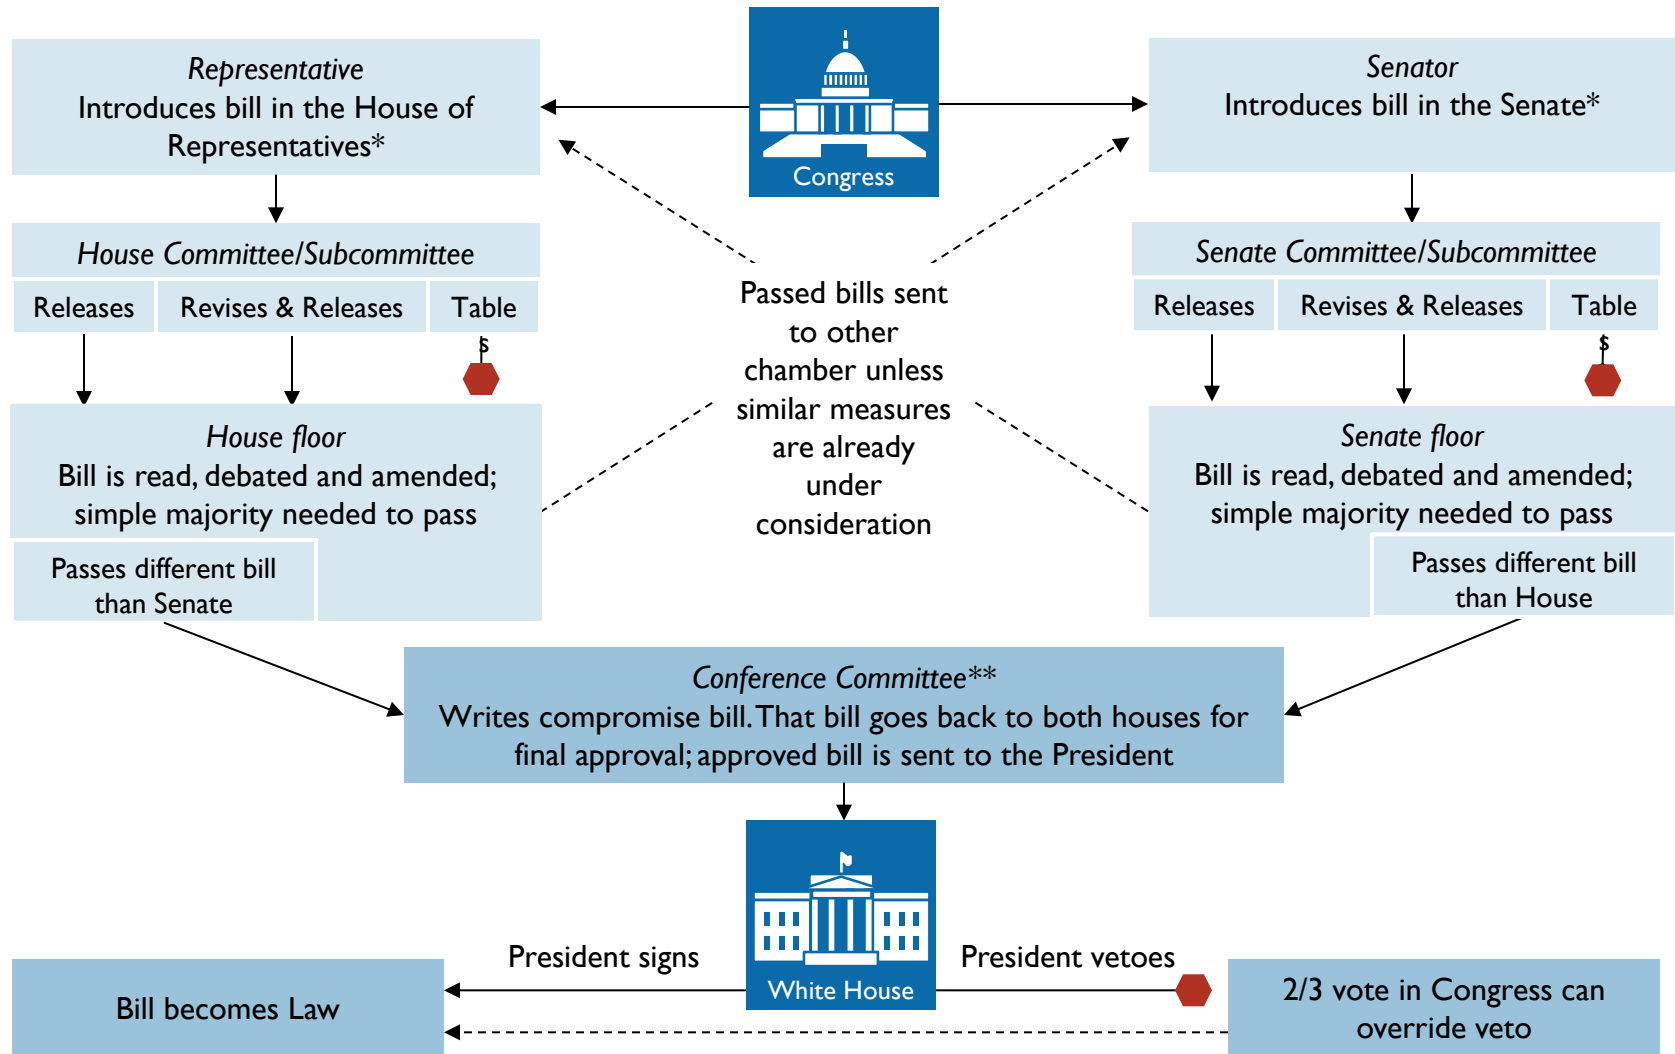 Representative
Introduces bill in the House of
Representatives*
Congress
Senator
Introduces bill in the Senate*
House Committee/Subcommittee
Releases
Revises & Releases
Table
s
Senate Committee/Subcommittee
Releases
Revises & Releases
Table
s
Passed bills sent
to other
chamber unless
similar measures
are already
under
consideration
House floor
Bill is read, debated and amended;
simple majority needed to pass
Passes different bill
than Senate
Senate floor
Bill is read, debated and amended;
simple majority needed to pass
Passes different bill
than House
Conference Committee**
Writes compromise bill. That bill goes back to both houses for
final approval; approved bill is sent to the President
White House
President signs
President vetoes
Bill becomes Law
2/3 vote in Congress can
override veto